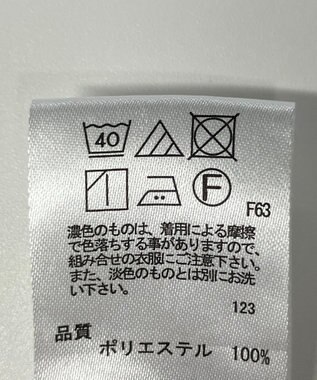 40
F
F63
濃色のものは、着用による摩擦
で色落ちする事がありますので、
組み合せの衣服にご注意下さい。
また、淡色のものとは別にお洗
い下さい。
123
品質
ポリエステル 100%